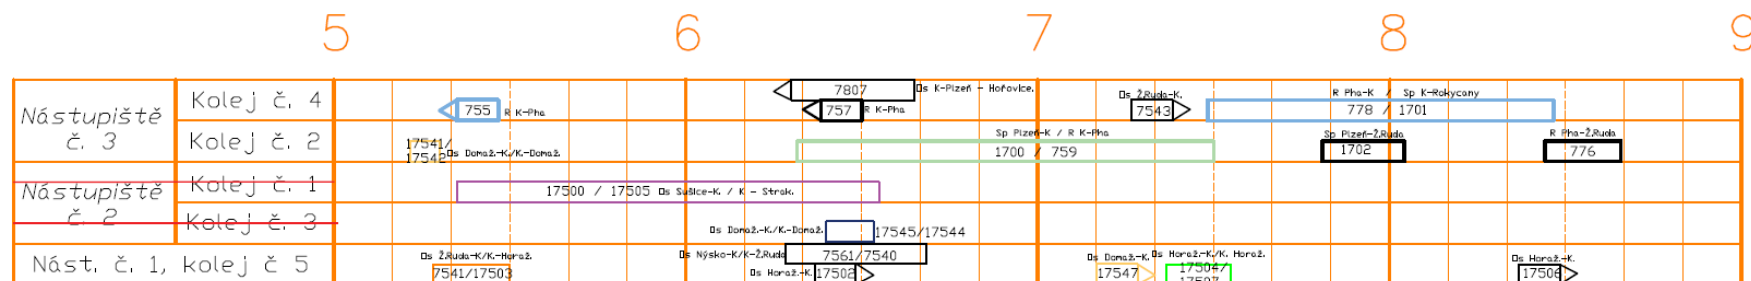 5 6 7 8 9
Nástupiště č. 3
Kolej č. 4
755 R K-Pha
7807 Os K-Plzeň - Hořovice.
757 R K-Pha
Os Ž.Ruda-K.
7543
R Pha-K / Sp K-Rokycany
778 / 1701
Kolej č. 2
17541/
17542 Os Domaž.-K./K.-Domaž.
Sp Plzeň-K / R K-Pha
1700 / 759
Sp Plzeň-Ž.Ruda
1702
R Pha-Ž.Ruda
776
Nástupiště č. 2
Kolej č. 1
17500 / 17505 Os Sušice-K. / K - Strak.
Kolej č. 3
Os Domaž.-K./K.-Domaž.
17545/17544
Nást. č. 1, kolej č 5
Os Ž.Ruda-K/K.-Horaž.
7541/17503
Os Nýrsko-K/K-Ž.Ruda
7561/7540
Os Horaž.-K.
17502
Os Domaž.-K.
17547
Os Horaž.-K./K. Horaž.
17504/
Os Horaž.-K.
17506